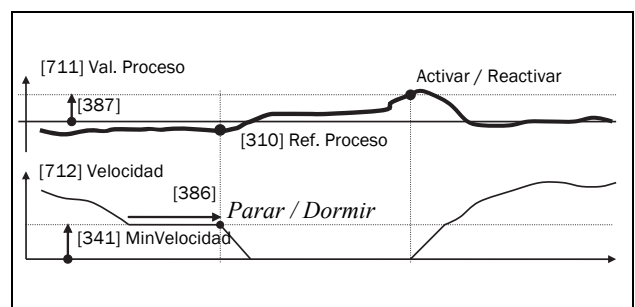 [711] Val. Proceso
Activar / Reactivar
[387]
[310] Ref. Proceso
[712] Velocidad
[386]
Parar / Dormir
[341] MinVelocidad